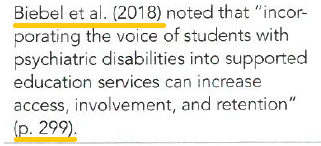 Biebel et al. (2018) noted that “incor-
porating the voice of students with
psychiatric disabilities into supported
education services can increase
access, involvement, and retention”
(p. 299).